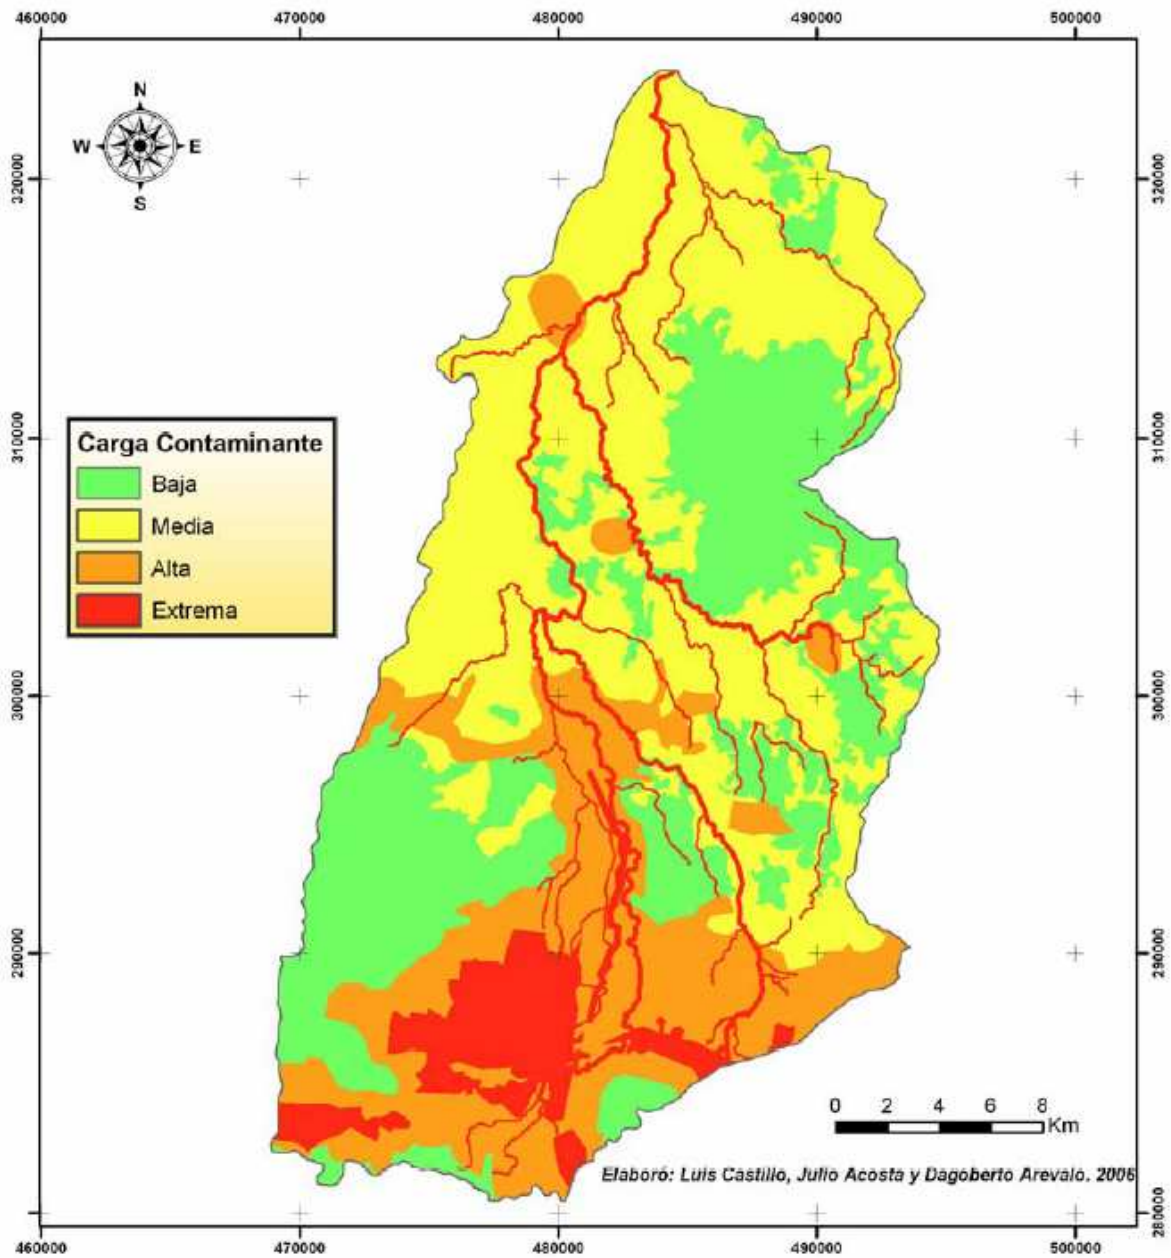 460000 470000 480000 490000 500000
N
W E
S
320000 320000
310000 310000
Carga Contaminante
Baja
Media
Alta
Extrema
300000 300000
290000 290000
0 2 4 6 8
Km
Elaboró: Luis Castillo, Julio Acosta y Dagoberto Arevalo. 2006
280000
460000 470000 480000 490000 500000